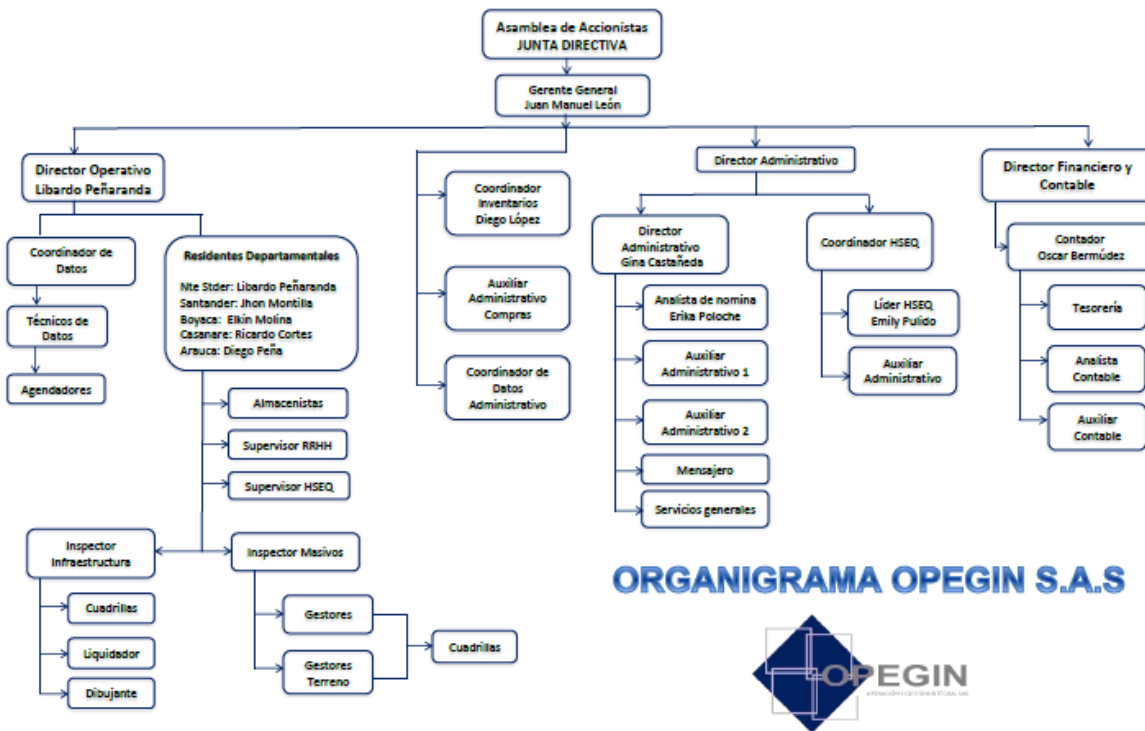 Asamblea de Accionistas
JUNTA DIRECTIVA
Gerente General
Juan Manuel León
Director Operativo
Libardo Peñaranda
Director Administrativo
Director Financiero y
Contable
Coordinador de
Datos
Técnicos de
Datos
Agendadores
Residentes Departamentales
Nte Stder: Libardo Peñaranda
Santander: Jhon Montilla
Boyaca: Elkin Molina
Casanare: Ricardo Cortes
Arauca: Diego Peña
Almacenistas
Supervisor RRHH
Supervisor HSEQ
Inspector
Infraestructura
Cuadrillas
Liquidador
Dibujante
Inspector Masivos
Gestores
Gestores
Terreno
Cuadrillas
Coordinador
Inventarios
Diego López
Auxiliar
Administrativo
Compras
Coordinador de
Datos
Administrativo
Director
Administrativo
Gina Castañeda
Analista de nomina
Erika Poloche
Auxiliar
Administrativo 1
Auxiliar
Administrativo 2
Mensajero
Servicios generales
Coordinador HSEQ
Líder HSEQ
Emily Pulido
Auxiliar
Administrativo
Contador
Oscar Bermúdez
Tesorería
Analista
Contable
Auxiliar
Contable
ORGANIGRAMA OPEGIN S.A.S
OPEGIN